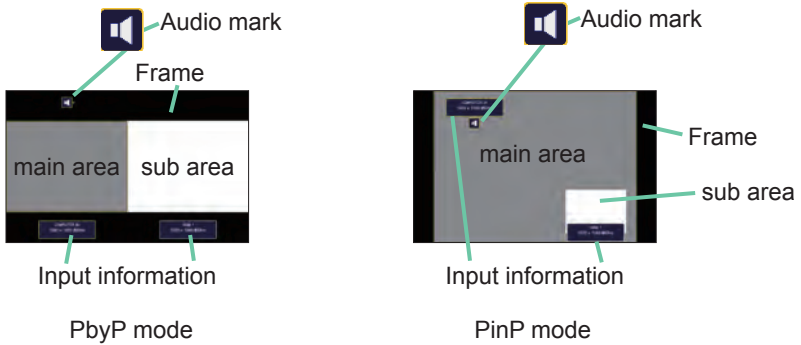 Audio mark
Frame
main area
sub area
Input information
PbyP mode
Audio mark
main area
Frame
sub area
Input information
PinP mode